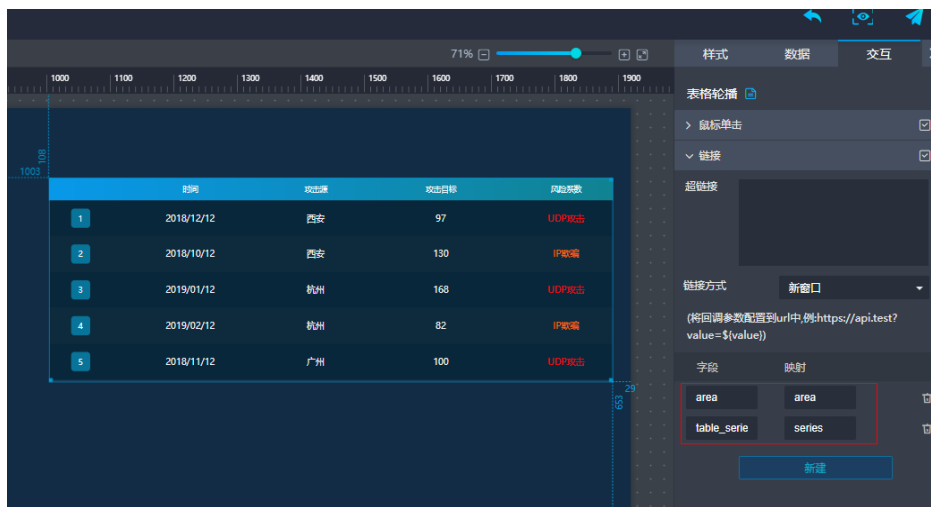 71%
样式 数据 交互
1000 1100 1200 1300 1400 1500 1600 1700 1800 1900
表格轮播
鼠标单击
链接
108
1003
超链接
时间 攻击源 攻击目标 风险系数
1 2018/12/12 西安 97 UDP攻击
2 2018/10/12 西安 130 IP欺骗
3 2019/01/12 杭州 168 UDP攻击
4 2019/02/12 杭州 82 IP欺骗
5 2018/11/12 广州 100 UDP攻击
29
653
链接方式 新窗口
(将回调参数配置到url中,例:https://api.test?
value=${value})
字段 映射
area area
table_serie series
新建